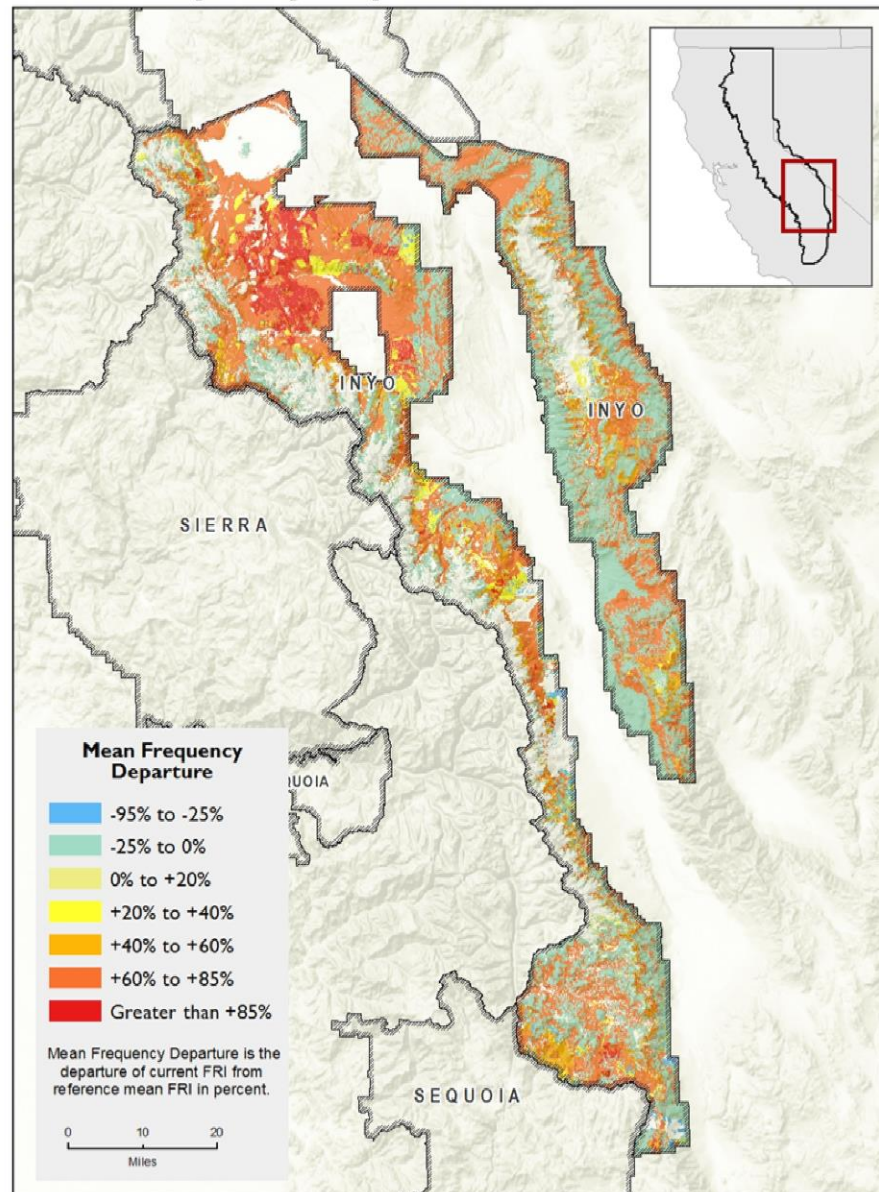 INYO
INYO
SIERRA
Mean Frequency
Departure
-95% to -25%
-25% to 0%
0% to +20%
+20% to +40%
+40% to +60%
+60% to +85%
Greater than +85%
Mean Frequency Departure is the
departure of current FRI from
reference mean FRI in percent.
0 10 20
Miles
QUOIA
SEQUOIA